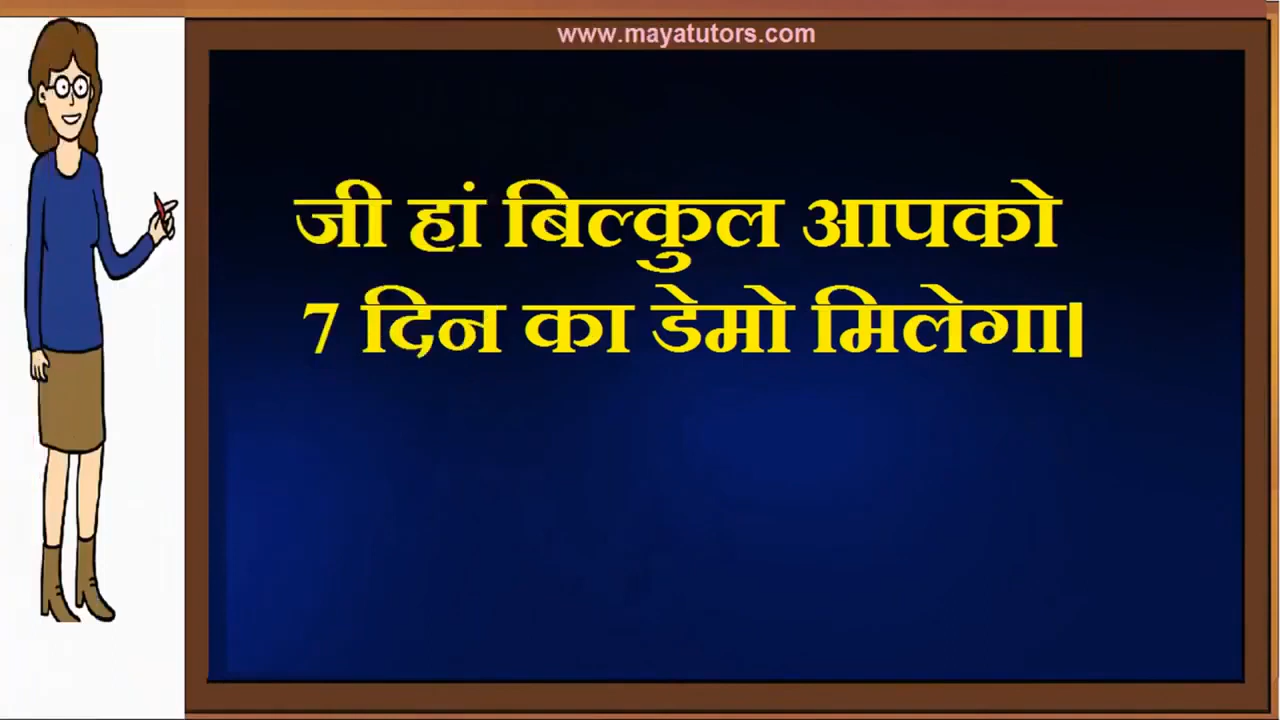 www.mayatutors.com
जी हां बिल्कुल आपको
7 दिन का डेमो मिलेगा।